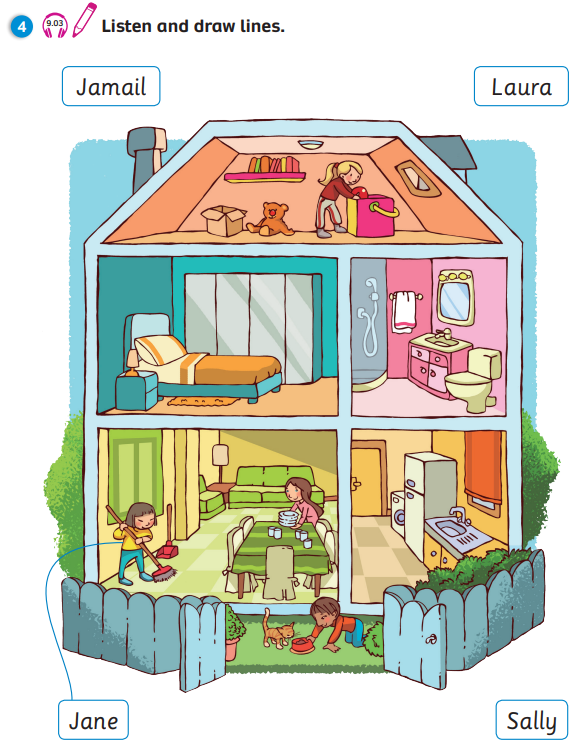 4 9.03 Listen and draw lines.
Jamail Laura
Jane Sally